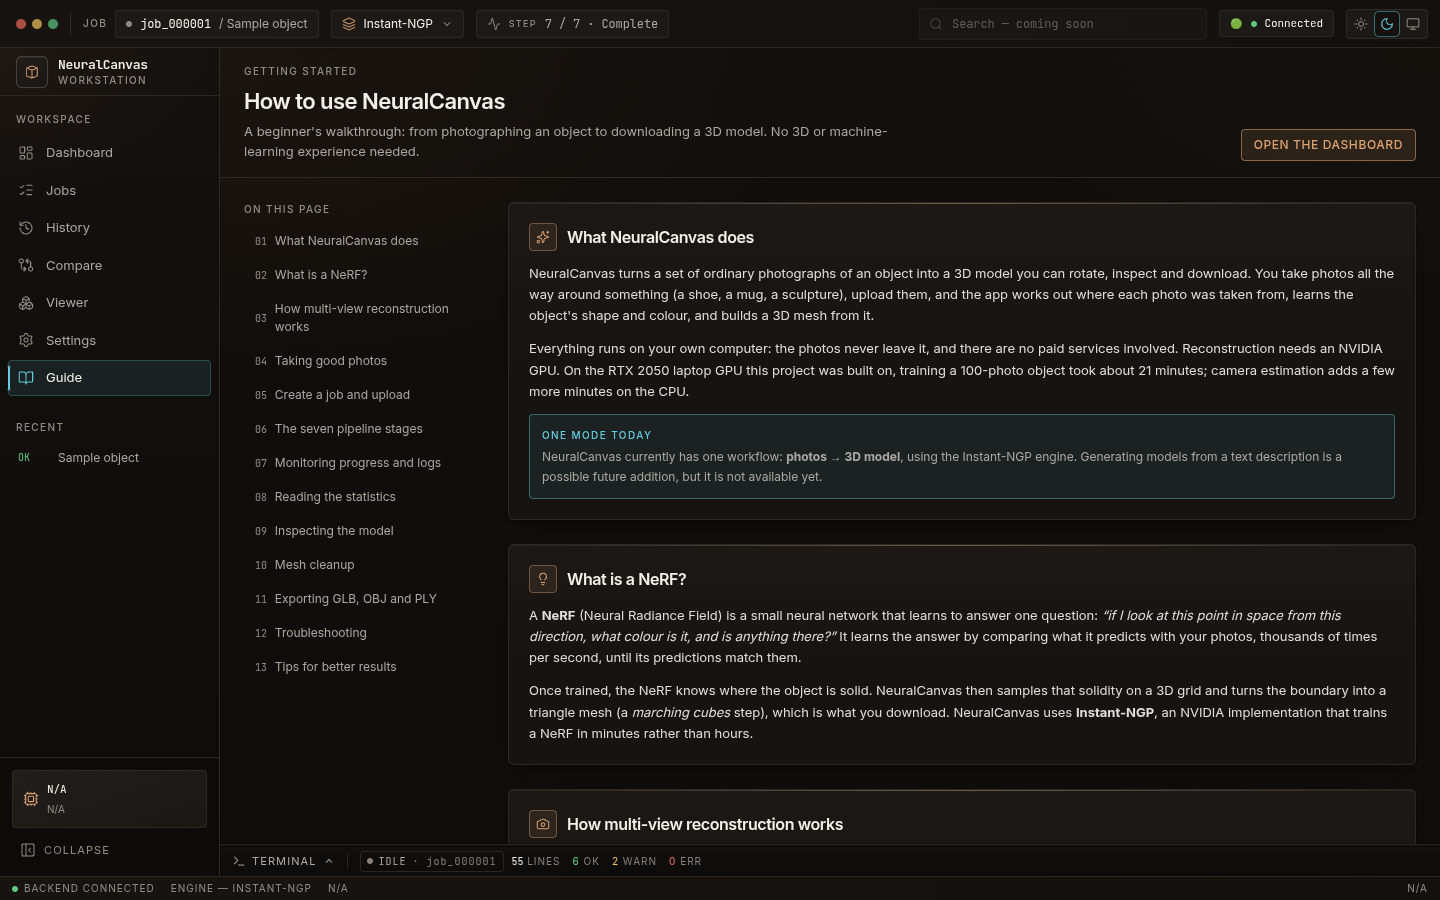 JOB job_000001 / Sample object Instant-NGP STEP 7 / 7 · Complete Search — coming soon Connected
NeuralCanvas
WORKSTATION
WORKSPACE
Dashboard
Jobs
History
Compare
Viewer
Settings
Guide
RECENT
OK Sample object
N/A
N/A
COLLAPSE
GETTING STARTED
How to use NeuralCanvas
A beginner's walkthrough: from photographing an object to downloading a 3D model. No 3D or machine-
learning experience needed.
OPEN THE DASHBOARD
ON THIS PAGE
01 What NeuralCanvas does
02 What is a NeRF?
03 How multi-view reconstruction
works
04 Taking good photos
05 Create a job and upload
06 The seven pipeline stages
07 Monitoring progress and logs
08 Reading the statistics
09 Inspecting the model
10 Mesh cleanup
11 Exporting GLB, OBJ and PLY
12 Troubleshooting
13 Tips for better results
What NeuralCanvas does
NeuralCanvas turns a set of ordinary photographs of an object into a 3D model you can rotate, inspect and download. You take photos all the
way around something (a shoe, a mug, a sculpture), upload them, and the app works out where each photo was taken from, learns the
object's shape and colour, and builds a 3D mesh from it.
Everything runs on your own computer: the photos never leave it, and there are no paid services involved. Reconstruction needs an NVIDIA
GPU. On the RTX 2050 laptop GPU this project was built on, training a 100-photo object took about 21 minutes; camera estimation adds a few
more minutes on the CPU.
ONE MODE TODAY
NeuralCanvas currently has one workflow: photos → 3D model, using the Instant-NGP engine. Generating models from a text description is a
possible future addition, but it is not available yet.
What is a NeRF?
A NeRF (Neural Radiance Field) is a small neural network that learns to answer one question: “if I look at this point in space from this
direction, what colour is it, and is anything there?” It learns the answer by comparing what it predicts with your photos, thousands of times
per second, until its predictions match them.
Once trained, the NeRF knows where the object is solid. NeuralCanvas then samples that solidity on a 3D grid and turns the boundary into a
triangle mesh (a marching cubes step), which is what you download. NeuralCanvas uses Instant-NGP, an NVIDIA implementation that trains
a NeRF in minutes rather than hours.
How multi-view reconstruction works
TERMINAL IDLE · job_000001 55 LINES 6 OK 2 WARN 0 ERR
BACKEND CONNECTED ENGINE — INSTANT-NGP N/A N/A